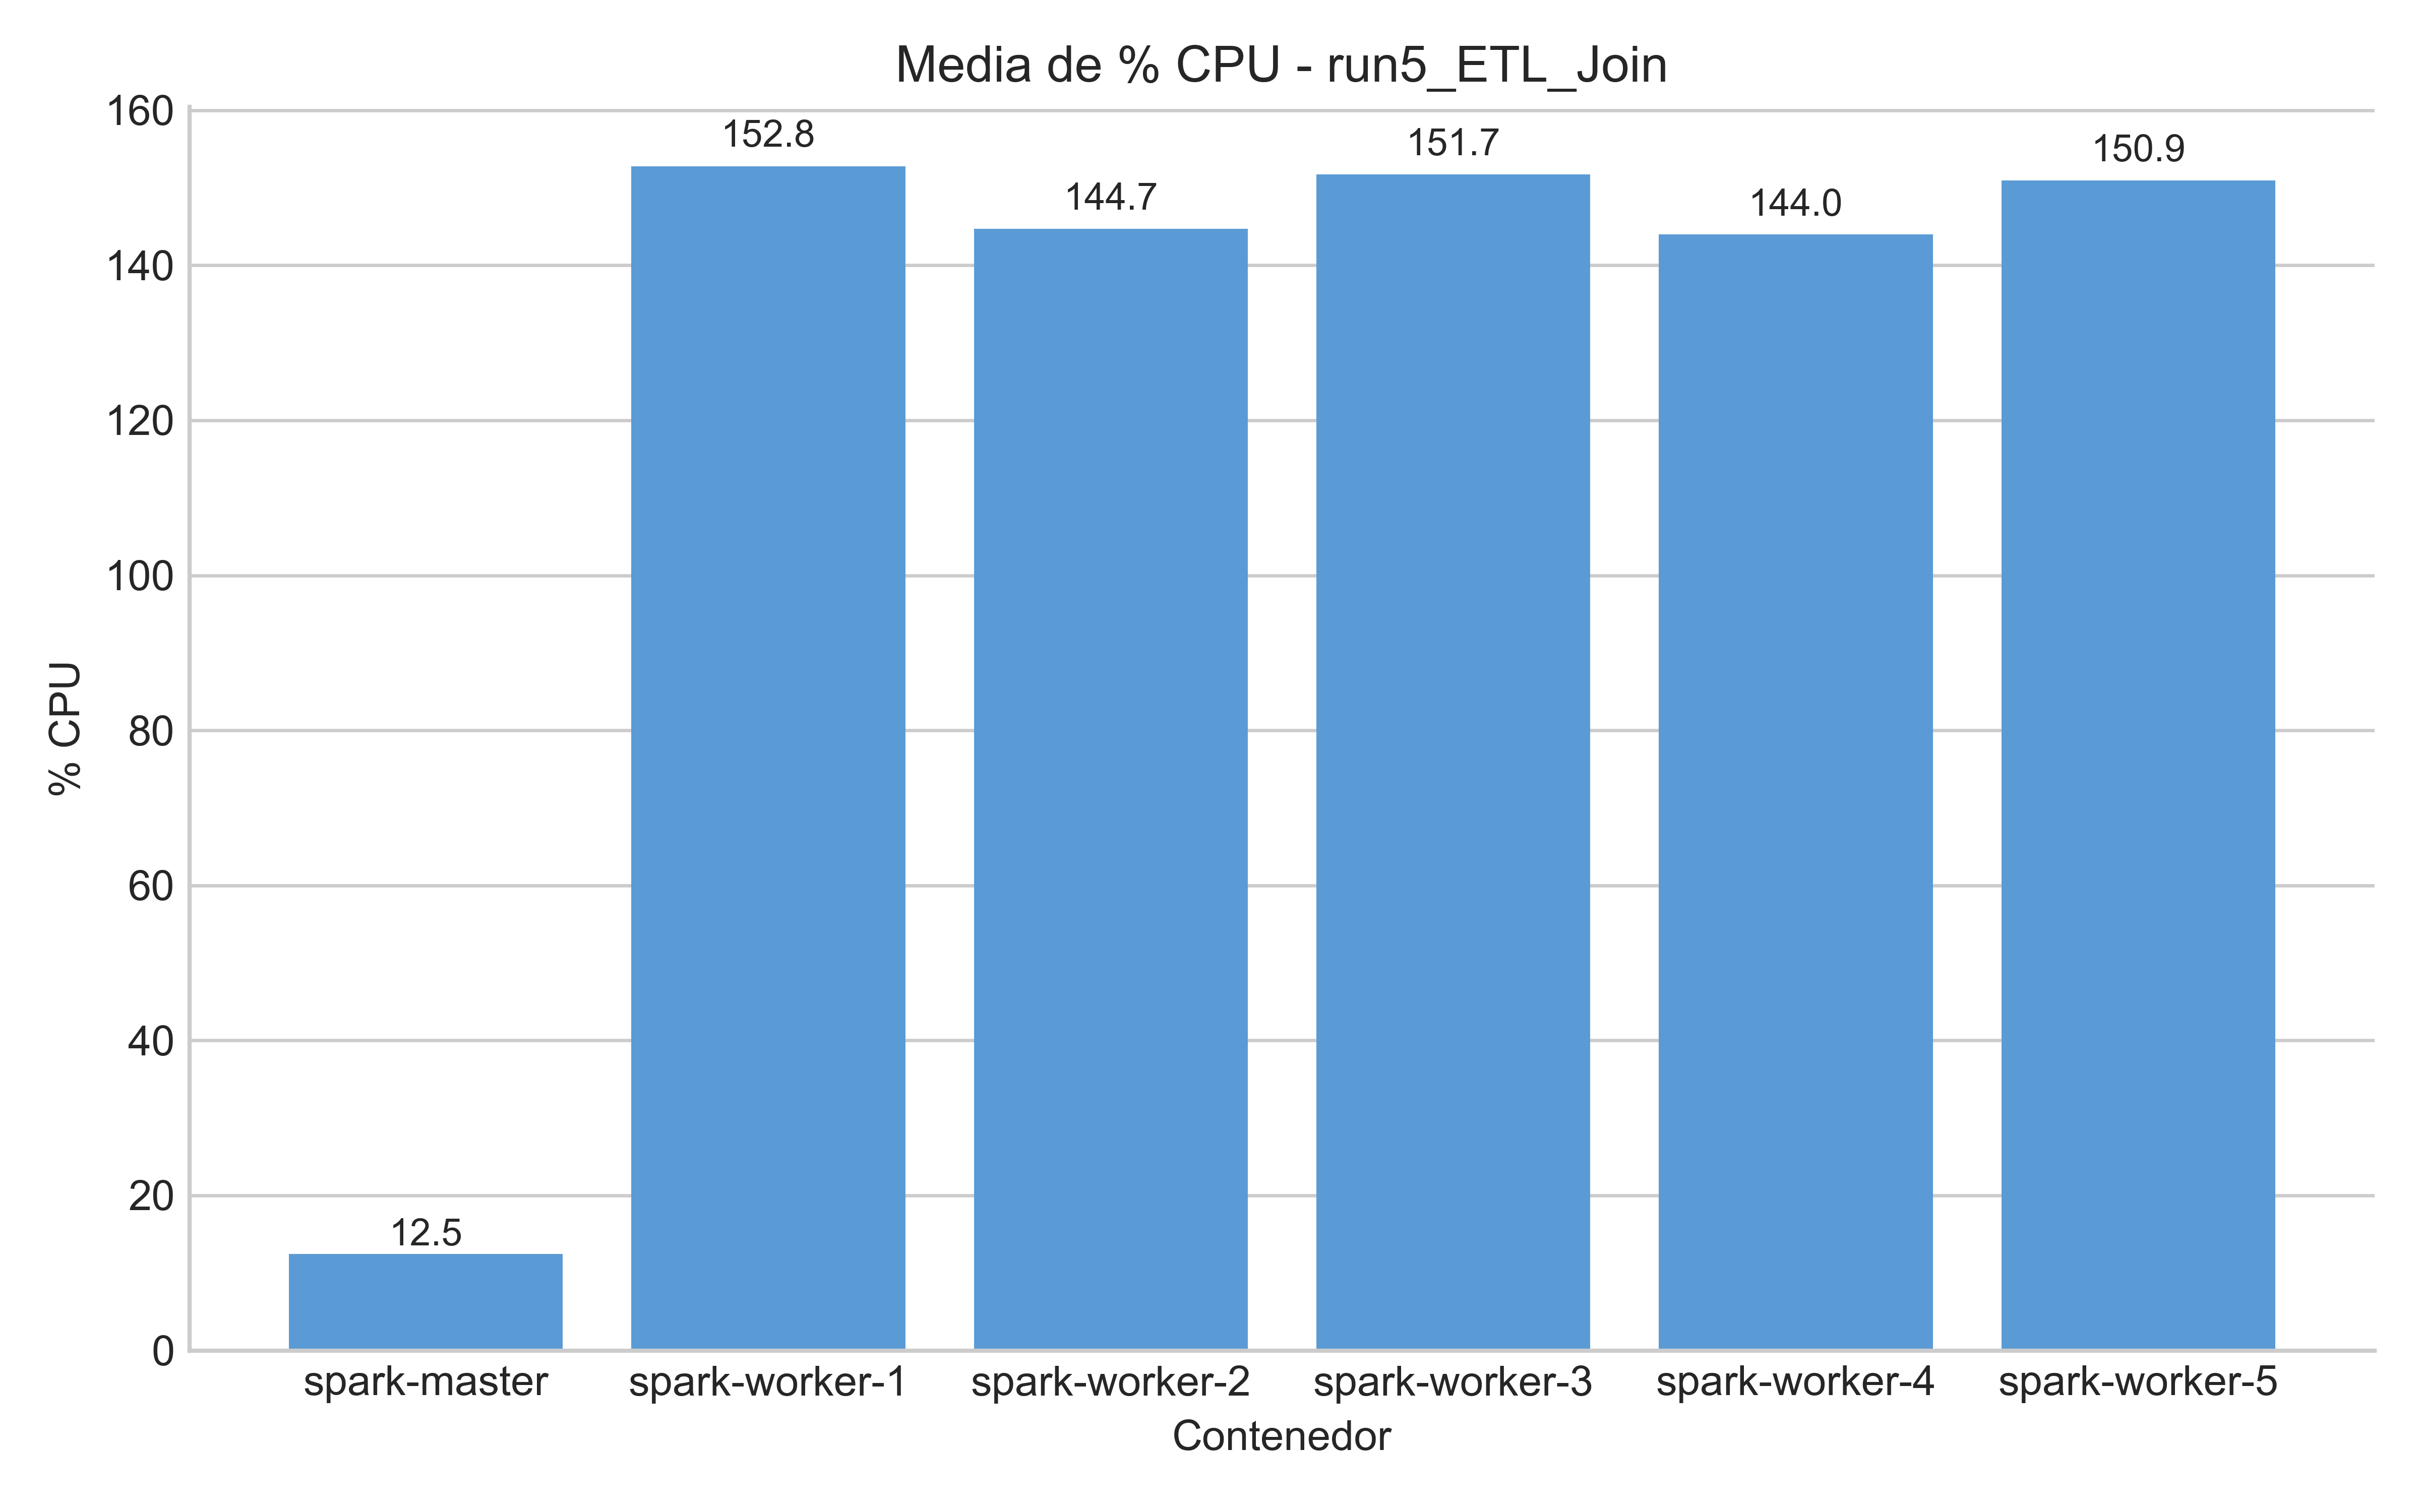 Media de % CPU - run5_ETL_Join
160
140
120
100
80
60
40
20
0
% CPU
12.5
152.8
144.7
151.7
144.0
150.9
spark-master
spark-worker-1
spark-worker-2
spark-worker-3
spark-worker-4
spark-worker-5
Contenedor